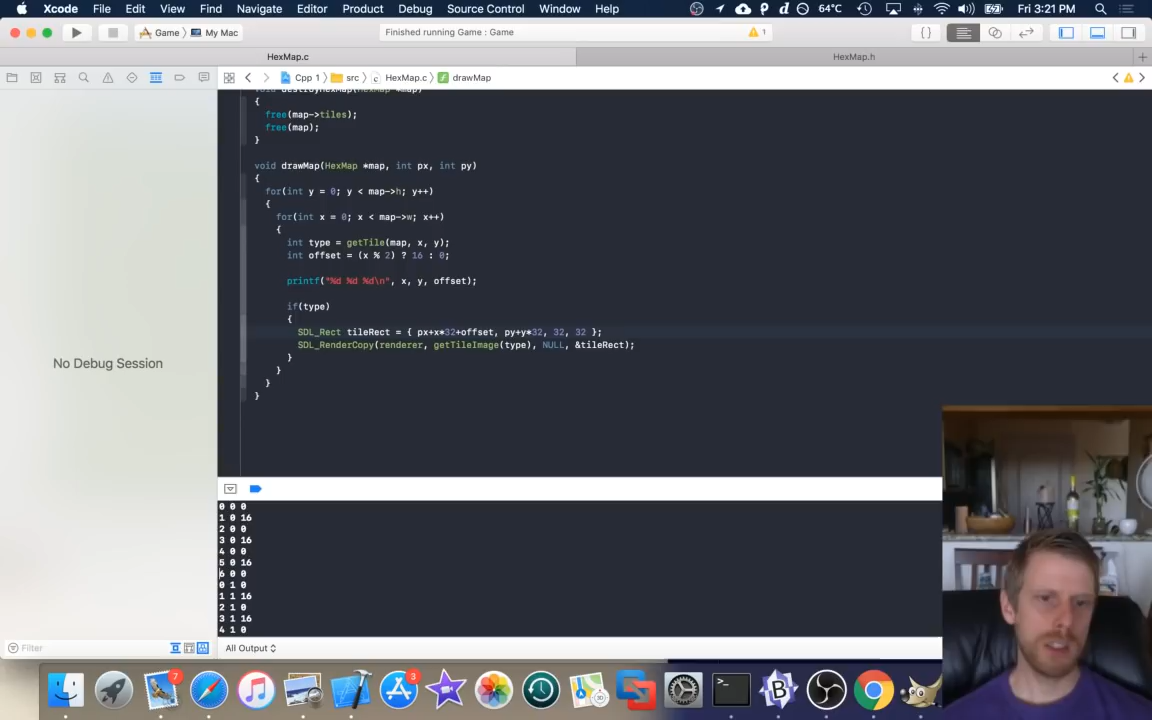 Xcode File Edit View Find Navigate Editor Product Debug Source Control Window Help 64°C Fri 3:21 PM
Game My Mac Finished running Game : Game 1
HexMap.c HexMap.h
Cpp 1 src HexMap.c drawMap
void destroyHexMap(HexMap *map)
{
free(map->tiles);
free(map);
}
void drawMap(HexMap *map, int px, int py)
{
for(int y = 0; y < map->h; y++)
{
for(int x = 0; x < map->w; x++)
{
int type = getTile(map, x, y);
int offset = (x % 2) ? 16 : 0;
printf("%d %d %d\n", x, y, offset);
if(type)
{
SDL_Rect tileRect = { px+x*32+offset, py+y*32, 32, 32 };
SDL_RenderCopy(renderer, getTileImage(type), NULL, &tileRect);
}
}
}
}
No Debug Session
0 0 0
1 0 16
2 0 0
3 0 16
4 0 0
5 0 16
6 0 0
0 1 0
1 1 16
2 1 0
3 1 16
4 1 0
Filter All Output
7 3